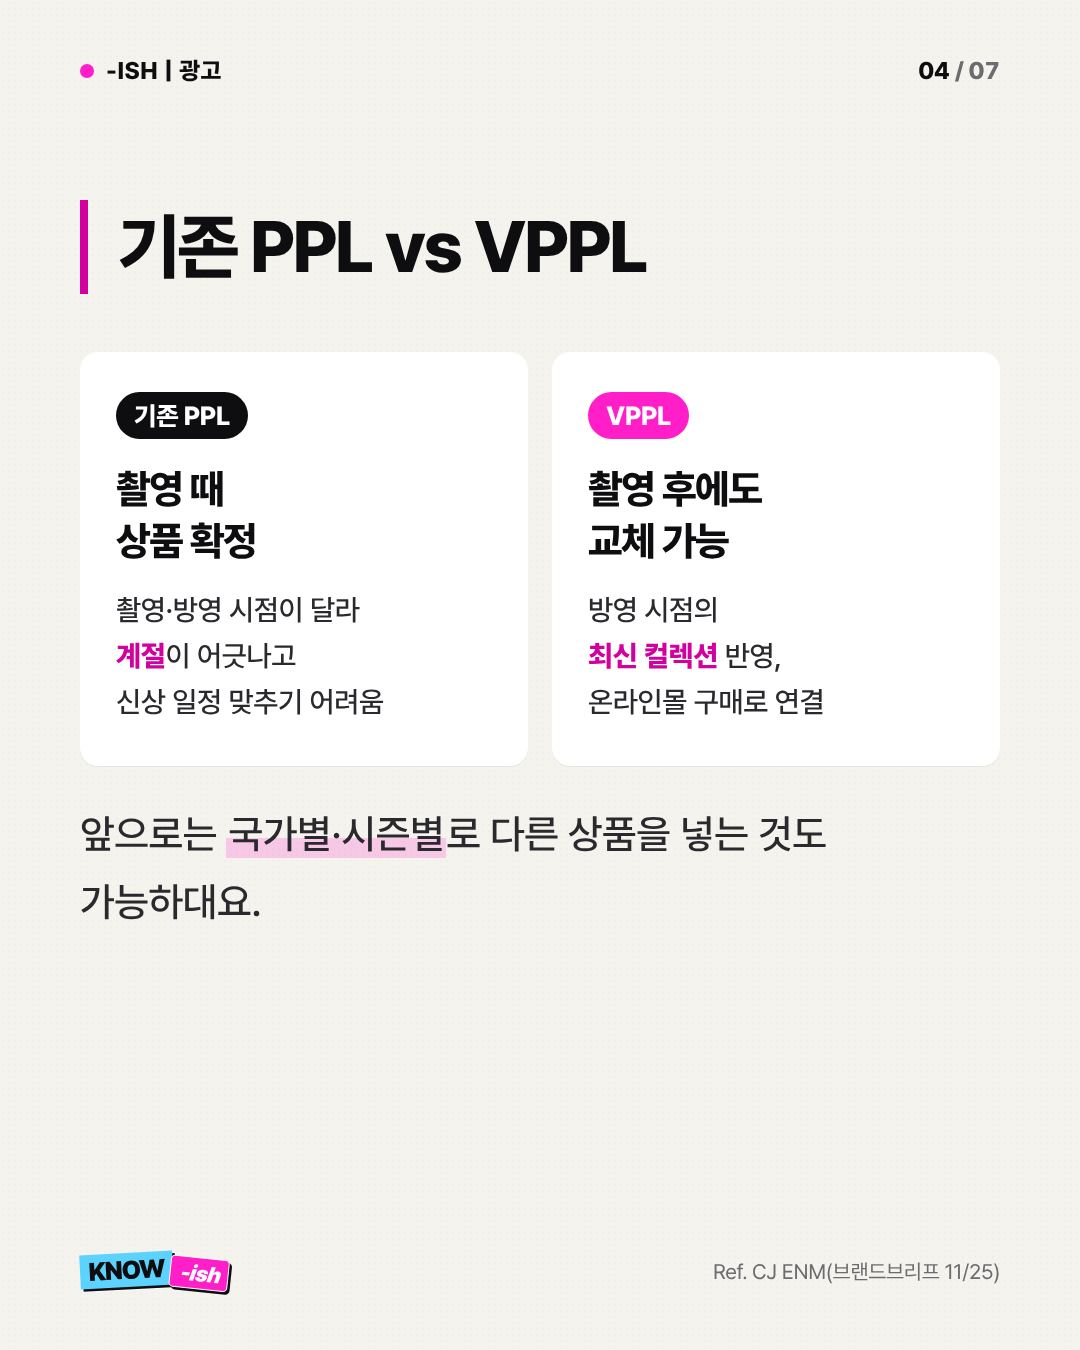 -ISH | 광고
04 / 07
기존 PPL vs VPPL
기존 PPL
촬영 때
상품 확정
촬영·방영 시점이 달라
계절이 어긋나고
신상 일정 맞추기 어려움
VPPL
촬영 후에도
교체 가능
방영 시점의
최신 컬렉션 반영,
온라인몰 구매로 연결
앞으로는 국가별·시즌별로 다른 상품을 넣는 것도
가능하대요.
KNOW -ish
Ref. CJ ENM(브랜드브리프 11/25)